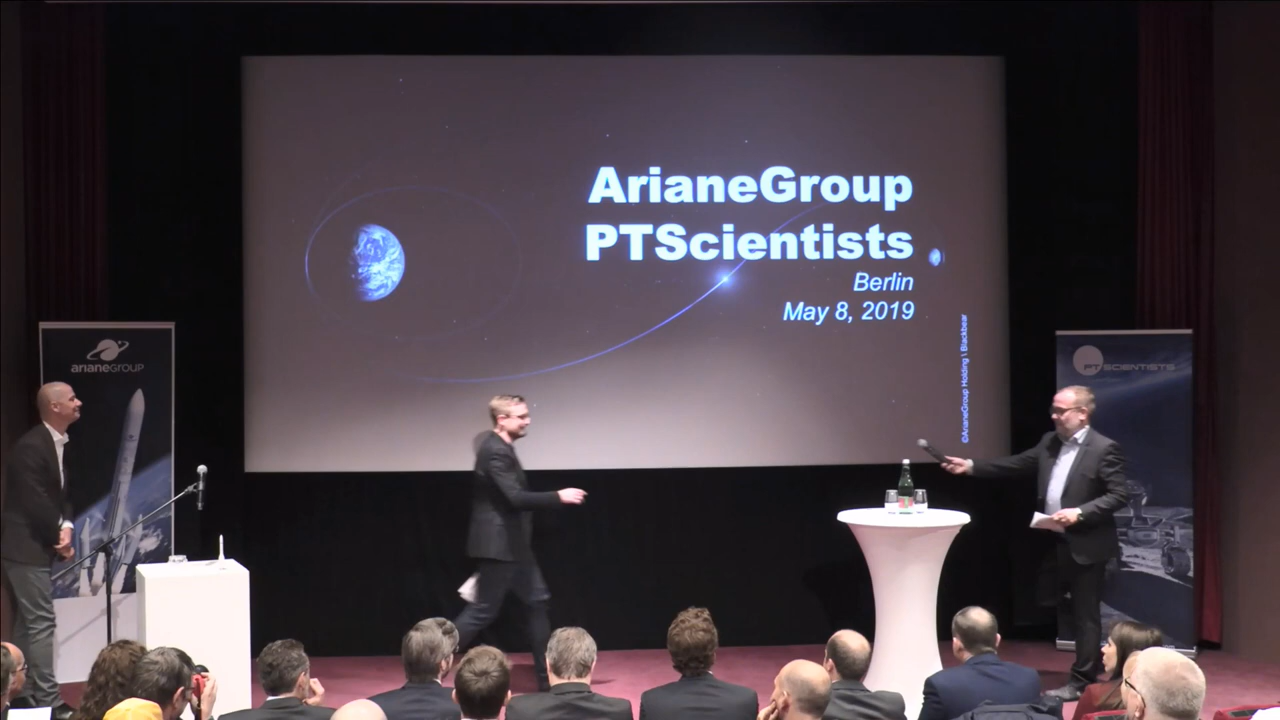 ArianeGroup
PTScientists
Berlin
May 8, 2019
©ArianeGroup Holding \ Blackbear
arianeGROUP
PTSCIENTISTS